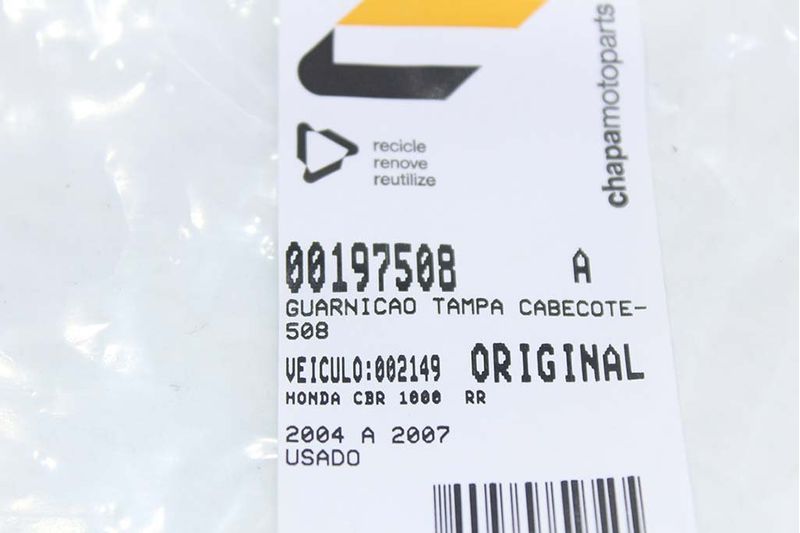 recicle
renove
reutilize
chapamotoparts
00197508 A
GUARNICAO TAMPA CABECOTE-
508
VEICULO:002149 ORIGINAL
HONDA CBR 1000 RR
2004 A 2007
USADO